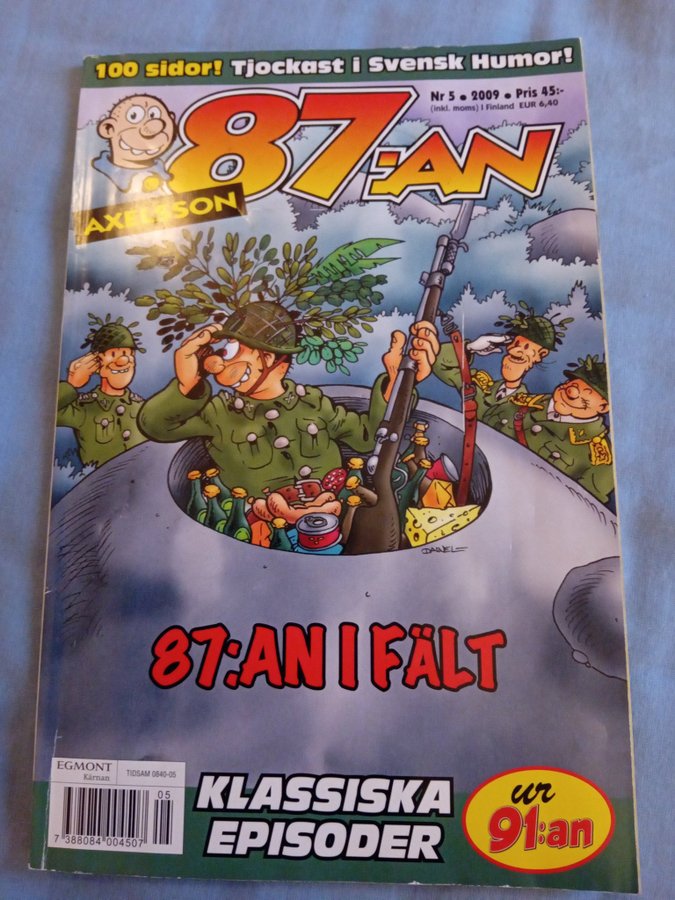 100 sidor! Tjockast i Svensk Humor!
Nr 5 • 2009 • Pris 45:-
(inkl. moms) I Finland EUR 6,40
87:AN
AXELSSON
DANIEL
87:AN I FÄLT
EGMONT
Kärnan
TIDSAM 0840-05
05
7 388084 004507
KLASSISKA
EPISODER
ur
91:an